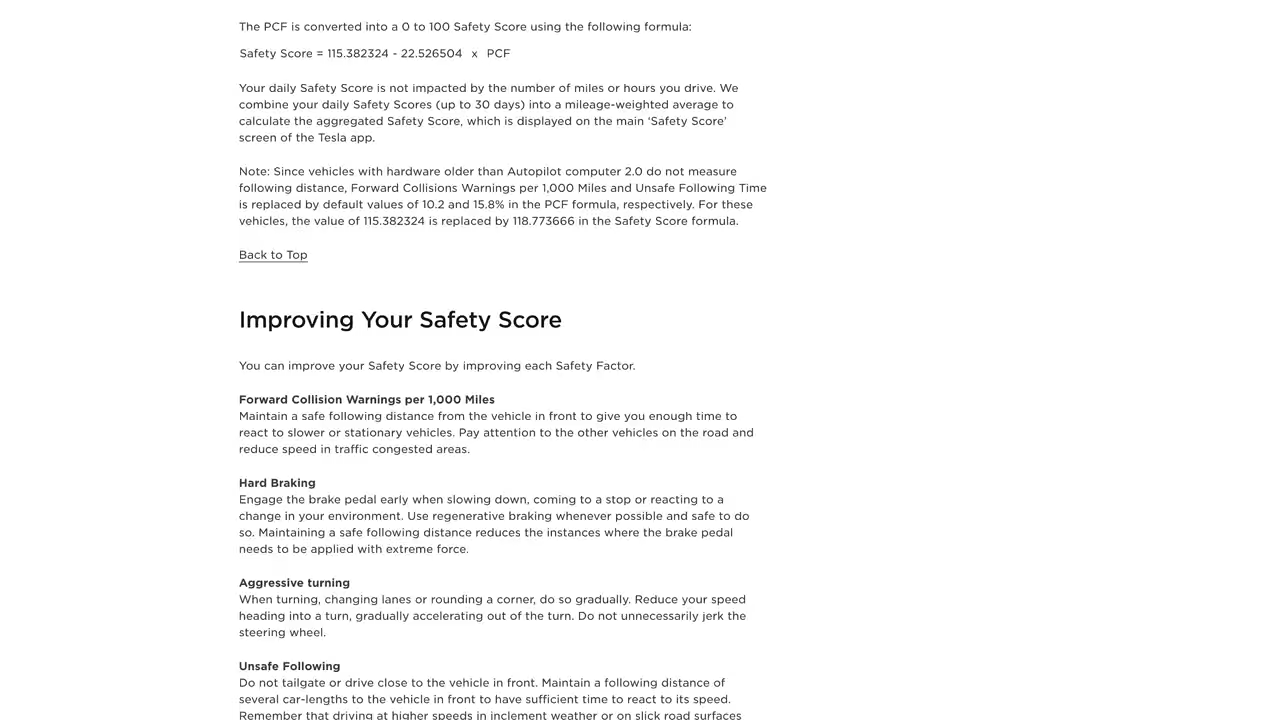 The PCF is converted into a 0 to 100 Safety Score using the following formula:
Safety Score = 115.382324 - 22.526504 x PCF
Your daily Safety Score is not impacted by the number of miles or hours you drive. We
combine your daily Safety Scores (up to 30 days) into a mileage-weighted average to
calculate the aggregated Safety Score, which is displayed on the main ‘Safety Score’
screen of the Tesla app.
Note: Since vehicles with hardware older than Autopilot computer 2.0 do not measure
following distance, Forward Collisions Warnings per 1,000 Miles and Unsafe Following Time
is replaced by default values of 10.2 and 15.8% in the PCF formula, respectively. For these
vehicles, the value of 115.382324 is replaced by 118.773666 in the Safety Score formula.
Back to Top
Improving Your Safety Score
You can improve your Safety Score by improving each Safety Factor.
Forward Collision Warnings per 1,000 Miles
Maintain a safe following distance from the vehicle in front to give you enough time to
react to slower or stationary vehicles. Pay attention to the other vehicles on the road and
reduce speed in traffic congested areas.
Hard Braking
Engage the brake pedal early when slowing down, coming to a stop or reacting to a
change in your environment. Use regenerative braking whenever possible and safe to do
so. Maintaining a safe following distance reduces the instances where the brake pedal
needs to be applied with extreme force.
Aggressive turning
When turning, changing lanes or rounding a corner, do so gradually. Reduce your speed
heading into a turn, gradually accelerating out of the turn. Do not unnecessarily jerk the
steering wheel.
Unsafe Following
Do not tailgate or drive close to the vehicle in front. Maintain a following distance of
several car-lengths to the vehicle in front to have sufficient time to react to its speed.
Remember that driving at higher speeds in inclement weather or on slick road surfaces